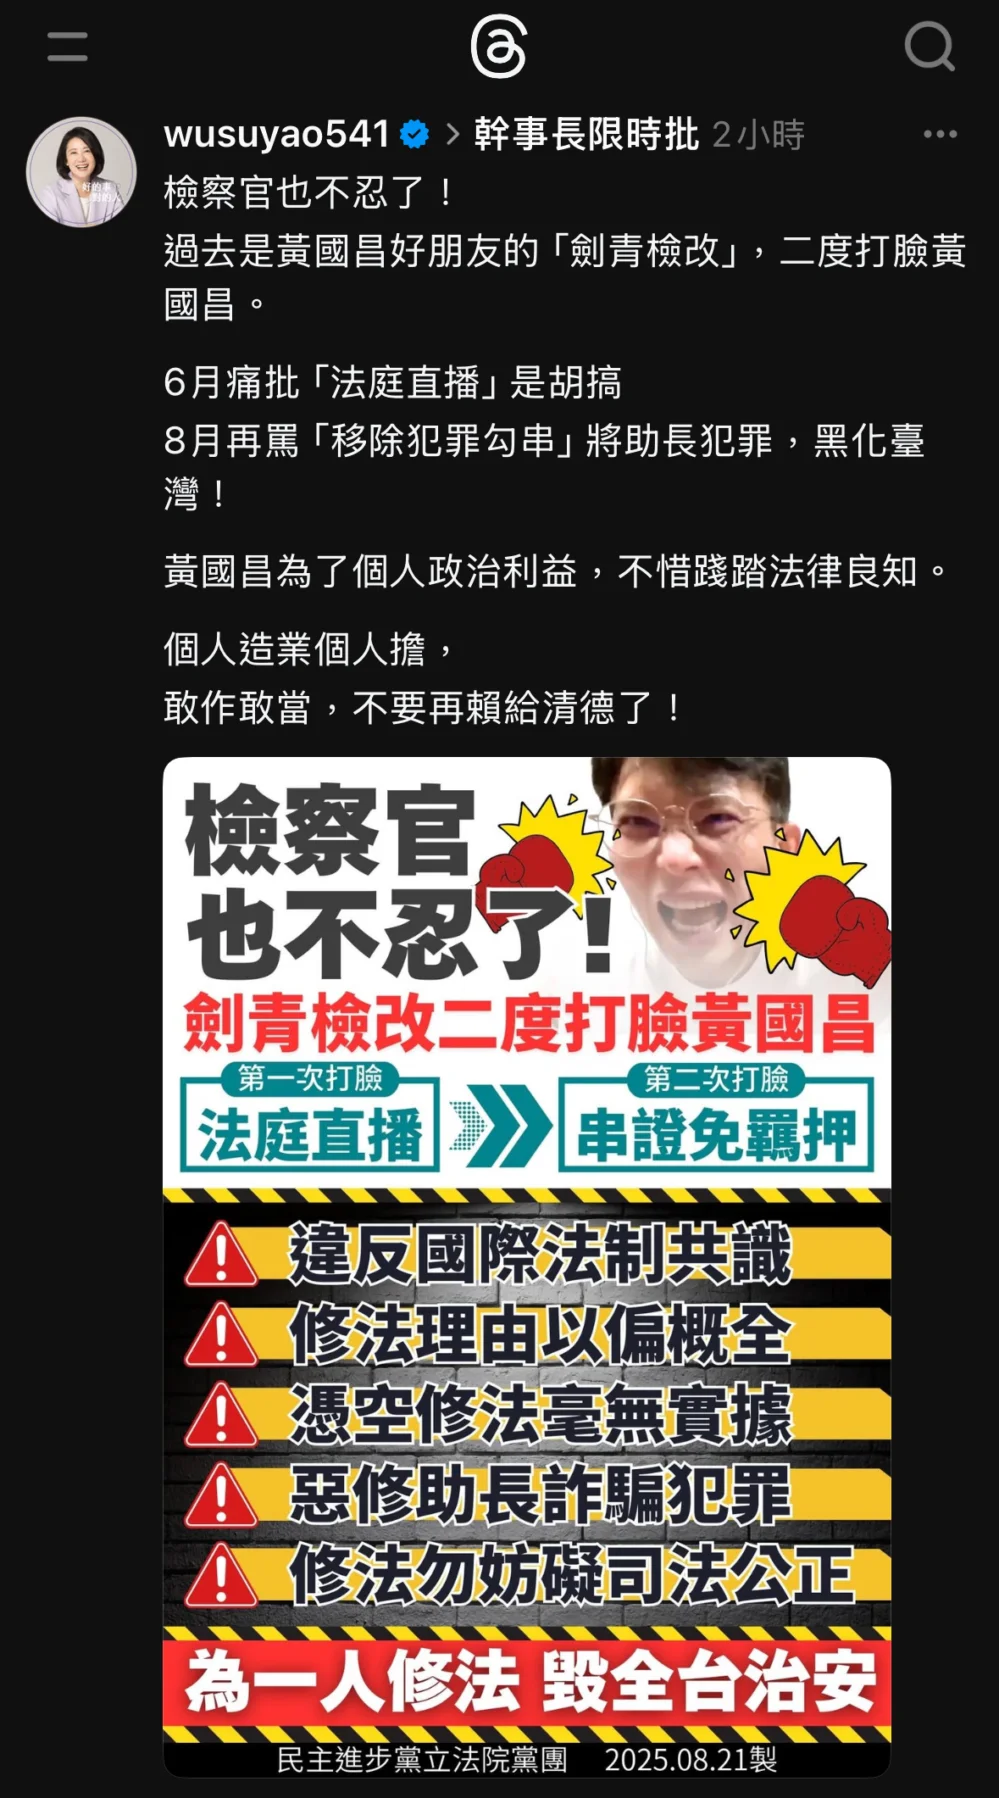 wusuyao541 > 幹事長限時批 2小時
檢察官也不忍了！
過去是黃國昌好朋友的「劍青檢改」，二度打臉黃
國昌。
6月痛批「法庭直播」是胡搞
8月再罵「移除犯罪勾串」將助長犯罪，黑化臺
灣！
黃國昌為了個人政治利益，不惜踐踏法律良知。
個人造業個人擔，
敢作敢當，不要再賴給清德了！
檢察官
也不忍了!
劍青檢改二度打臉黃國昌
第一次打臉
法庭直播
第二次打臉
串證免羈押
違反國際法制共識
修法理由以偏概全
憑空修法毫無實據
惡修助長詐騙犯罪
修法勿妨礙司法公正
為一人修法 毀全台治安
民主進步黨立法院黨團 2025.08.21製